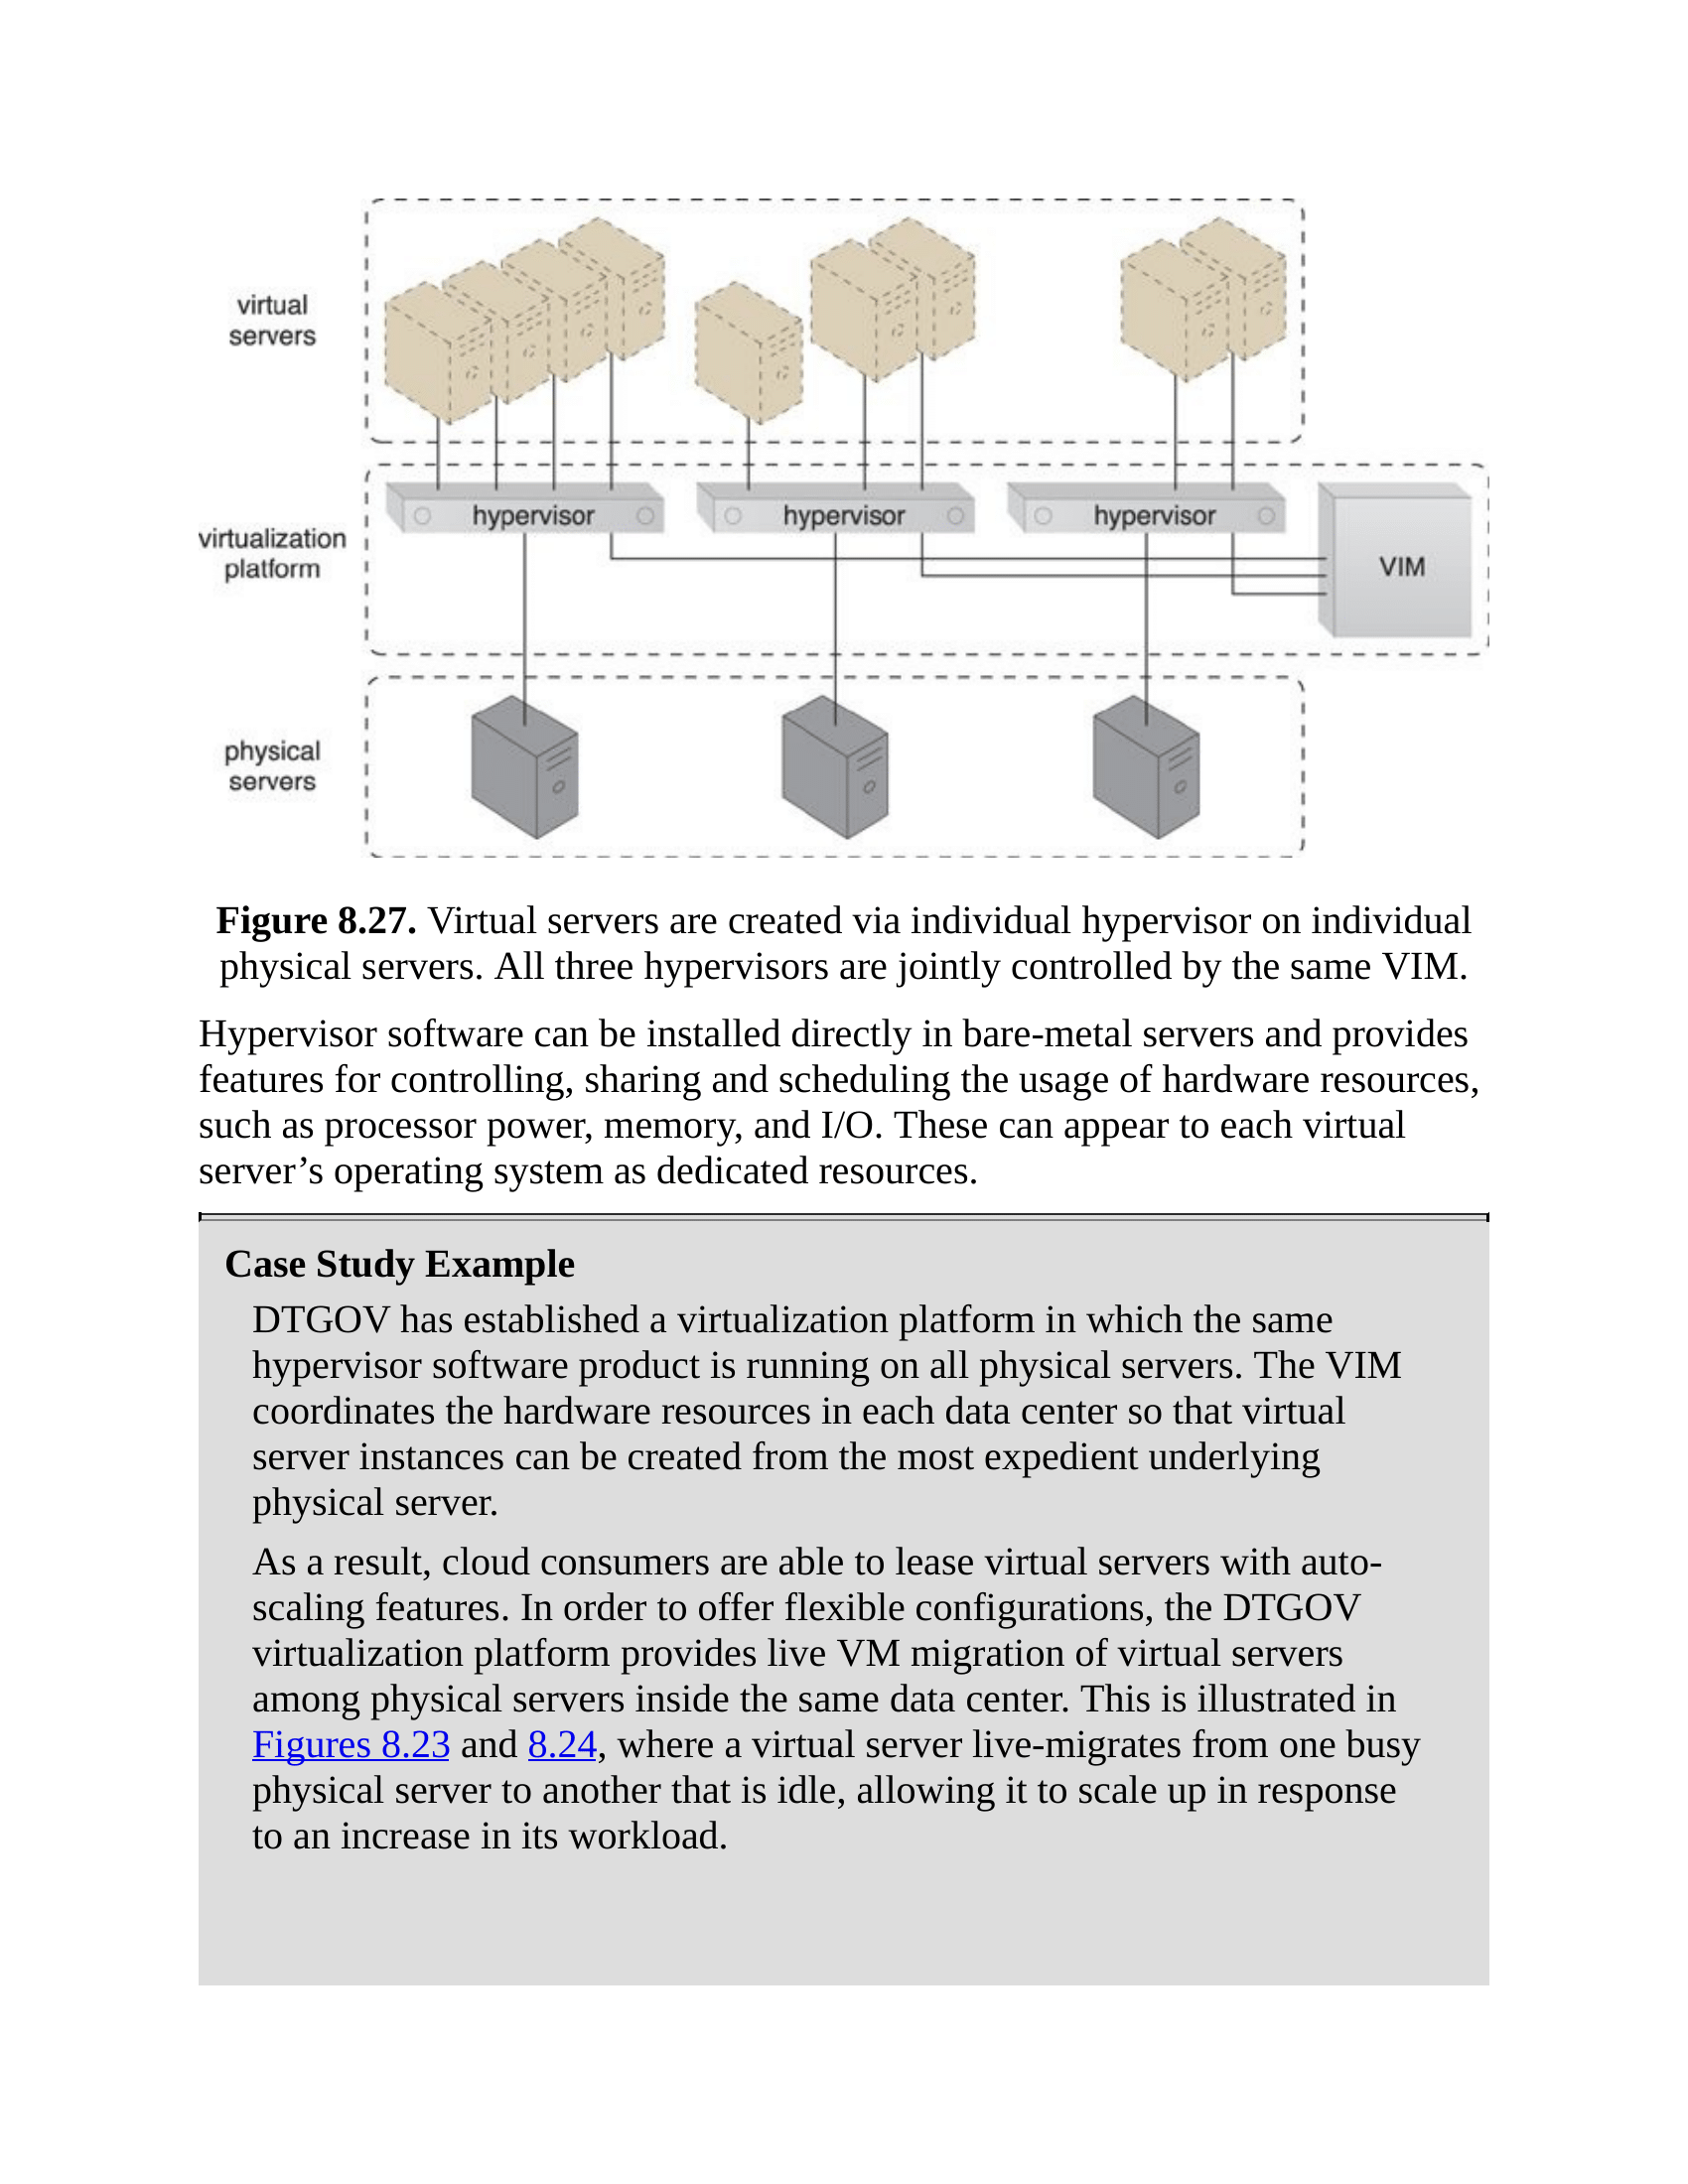 virtual
servers
hypervisor
hypervisor
hypervisor
virtualization
platform
VIM
physical
servers
Figure 8.27. Virtual servers are created via individual hypervisor on individual
physical servers. All three hypervisors are jointly controlled by the same VIM.
Hypervisor software can be installed directly in bare-metal servers and provides
features for controlling, sharing and scheduling the usage of hardware resources,
such as processor power, memory, and I/O. These can appear to each virtual
server’s operating system as dedicated resources.
Case Study Example
DTGOV has established a virtualization platform in which the same
hypervisor software product is running on all physical servers. The VIM
coordinates the hardware resources in each data center so that virtual
server instances can be created from the most expedient underlying
physical server.
As a result, cloud consumers are able to lease virtual servers with auto-
scaling features. In order to offer flexible configurations, the DTGOV
virtualization platform provides live VM migration of virtual servers
among physical servers inside the same data center. This is illustrated in
Figures 8.23 and 8.24, where a virtual server live-migrates from one busy
physical server to another that is idle, allowing it to scale up in response
to an increase in its workload.